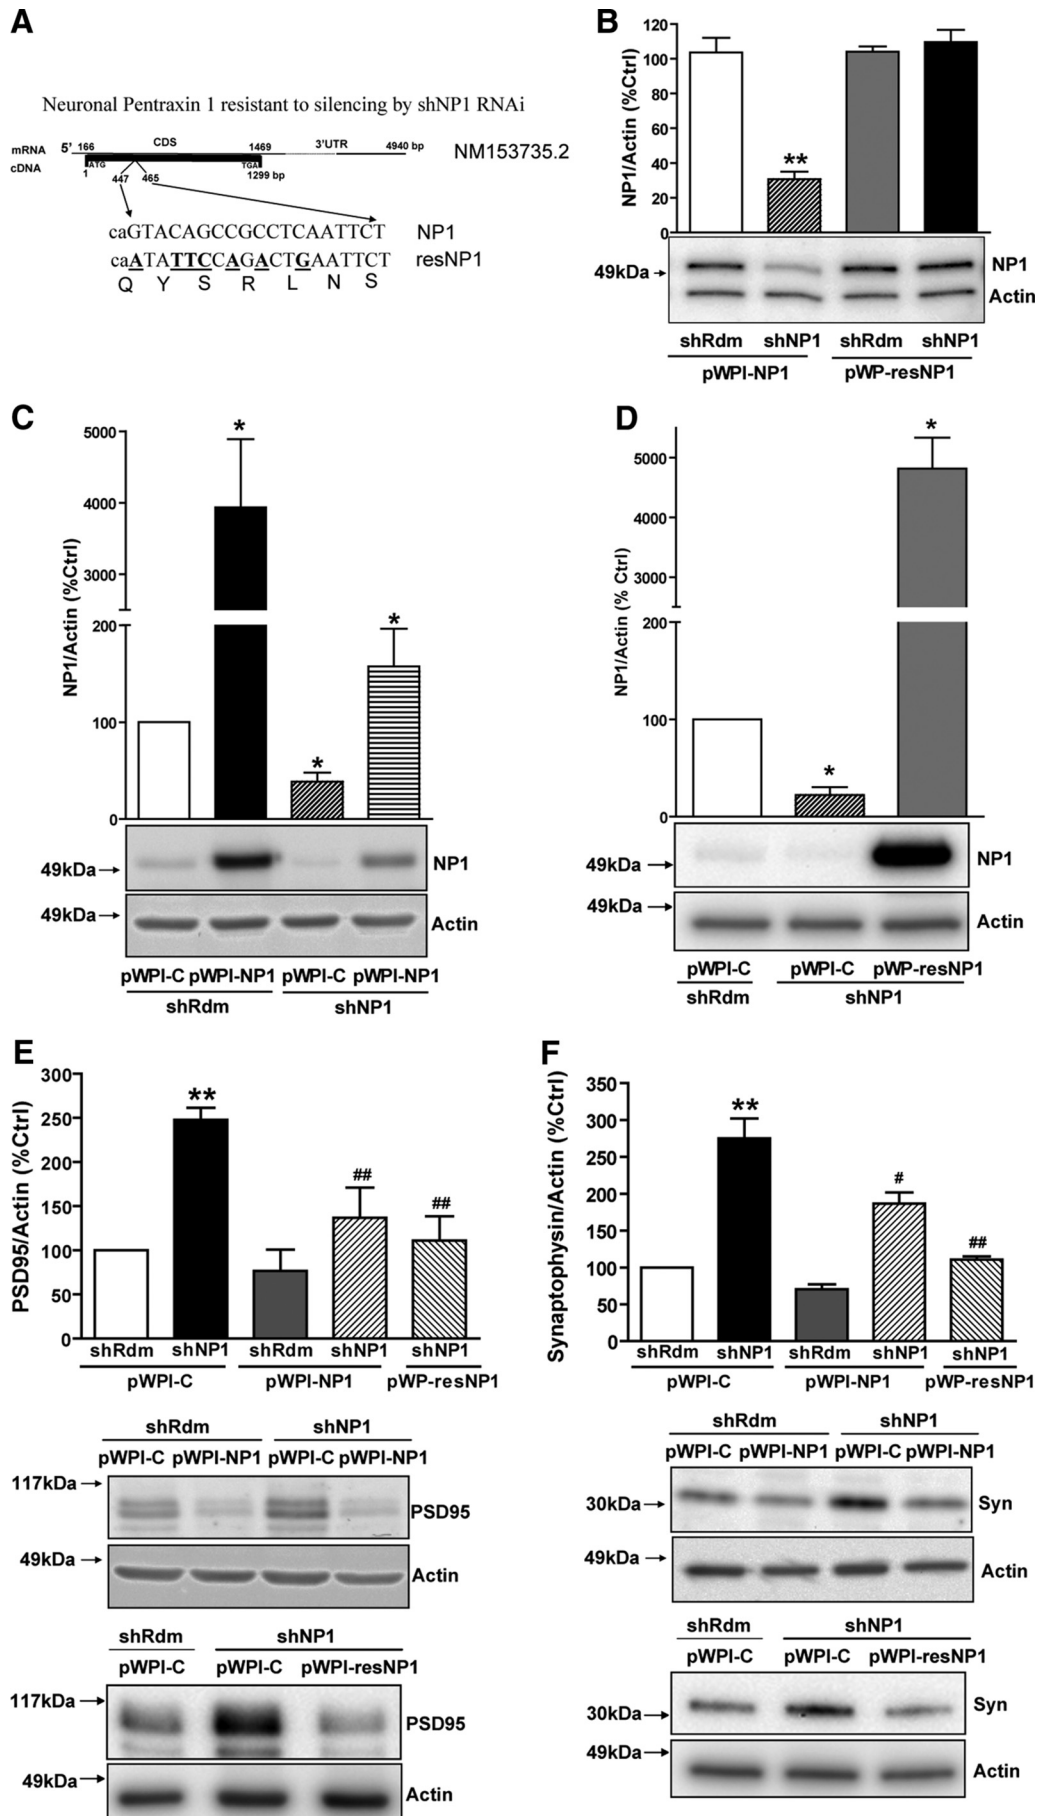 A
Neuronal Pentraxin 1 resistant to silencing by shNP1 RNAi
mRNA 5' 166 CDS 1469 3'UTR 4940 bp NM153735.2
cDNA ATG TGA
1 447 465 1299 bp
caGTACAGCCGCCTCAATTCT NP1
caATATTCCAGACTGAATTCT resNP1
Q Y S R L N S
B
NP1/Actin (%Ctrl)
120
100
80
60
40
20
0
**
49kDa NP1
Actin
shRdm shNP1 shRdm shNP1
pWPI-NP1 pWP-resNP1
C
NP1/Actin (%Ctrl)
5000
4000
3000
200
100
0
* * *
49kDa NP1
49kDa Actin
pWPI-C pWPI-NP1 pWPI-C pWPI-NP1
shRdm shNP1
D
NP1/Actin (% Ctrl)
5000
4000
3000
200
100
0
* *
49kDa NP1
49kDa Actin
pWPI-C pWPI-C pWP-resNP1
shRdm shNP1
E
PSD95/Actin (%Ctrl)
300
250
200
150
100
50
0
** ## ##
shRdm shNP1 shRdm shNP1 shNP1
pWPI-C pWPI-NP1 pWP-resNP1
shRdm shNP1
pWPI-C pWPI-NP1 pWPI-C pWPI-NP1
117kDa PSD95
49kDa Actin
shRdm shNP1
pWPI-C pWPI-C pWPI-resNP1
117kDa PSD95
49kDa Actin
F
Synaptophysin/Actin (%Ctrl)
350
300
250
200
150
100
50
0
** # ##
shRdm shNP1 shRdm shNP1 shNP1
pWPI-C pWPI-NP1 pWP-resNP1
shRdm shNP1
pWPI-C pWPI-NP1 pWPI-C pWPI-NP1
30kDa Syn
49kDa Actin
shRdm shNP1
pWPI-C pWPI-C pWPI-resNP1
30kDa Syn
49kDa Actin